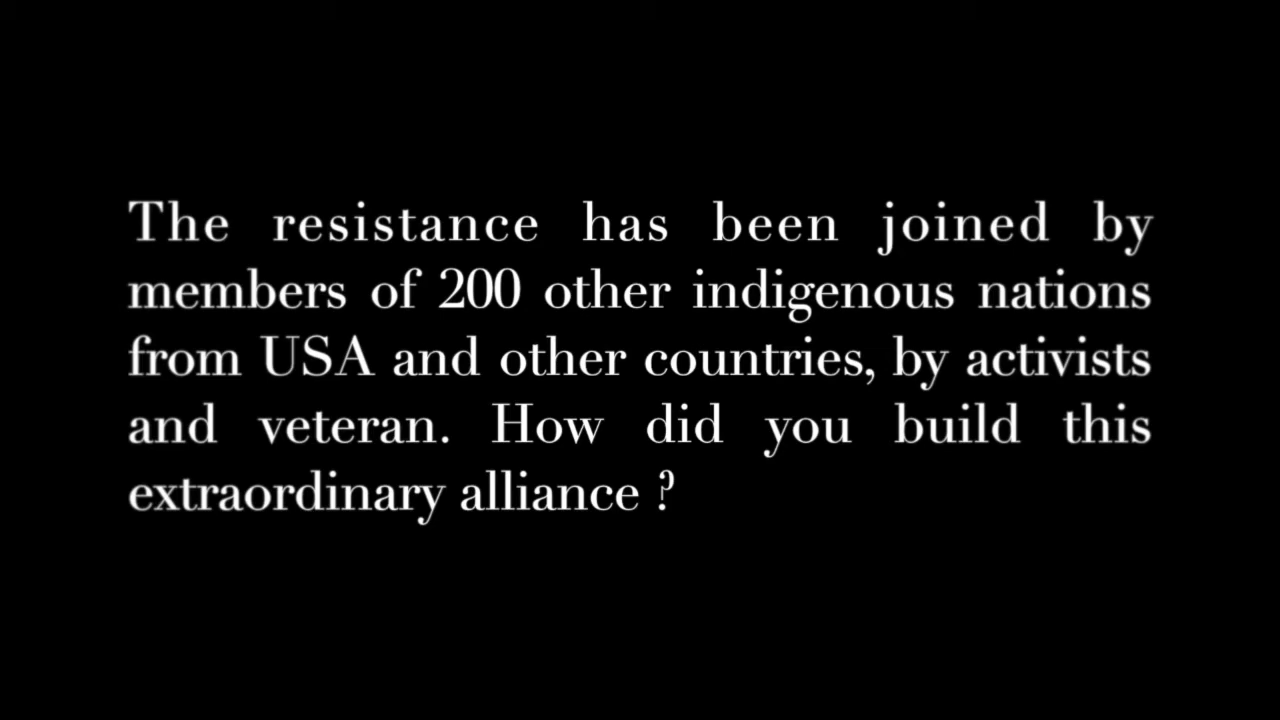 The resistance has been joined by
members of 200 other indigenous nations
from USA and other countries, by activists
and veteran. How did you build this
extraordinary alliance ?